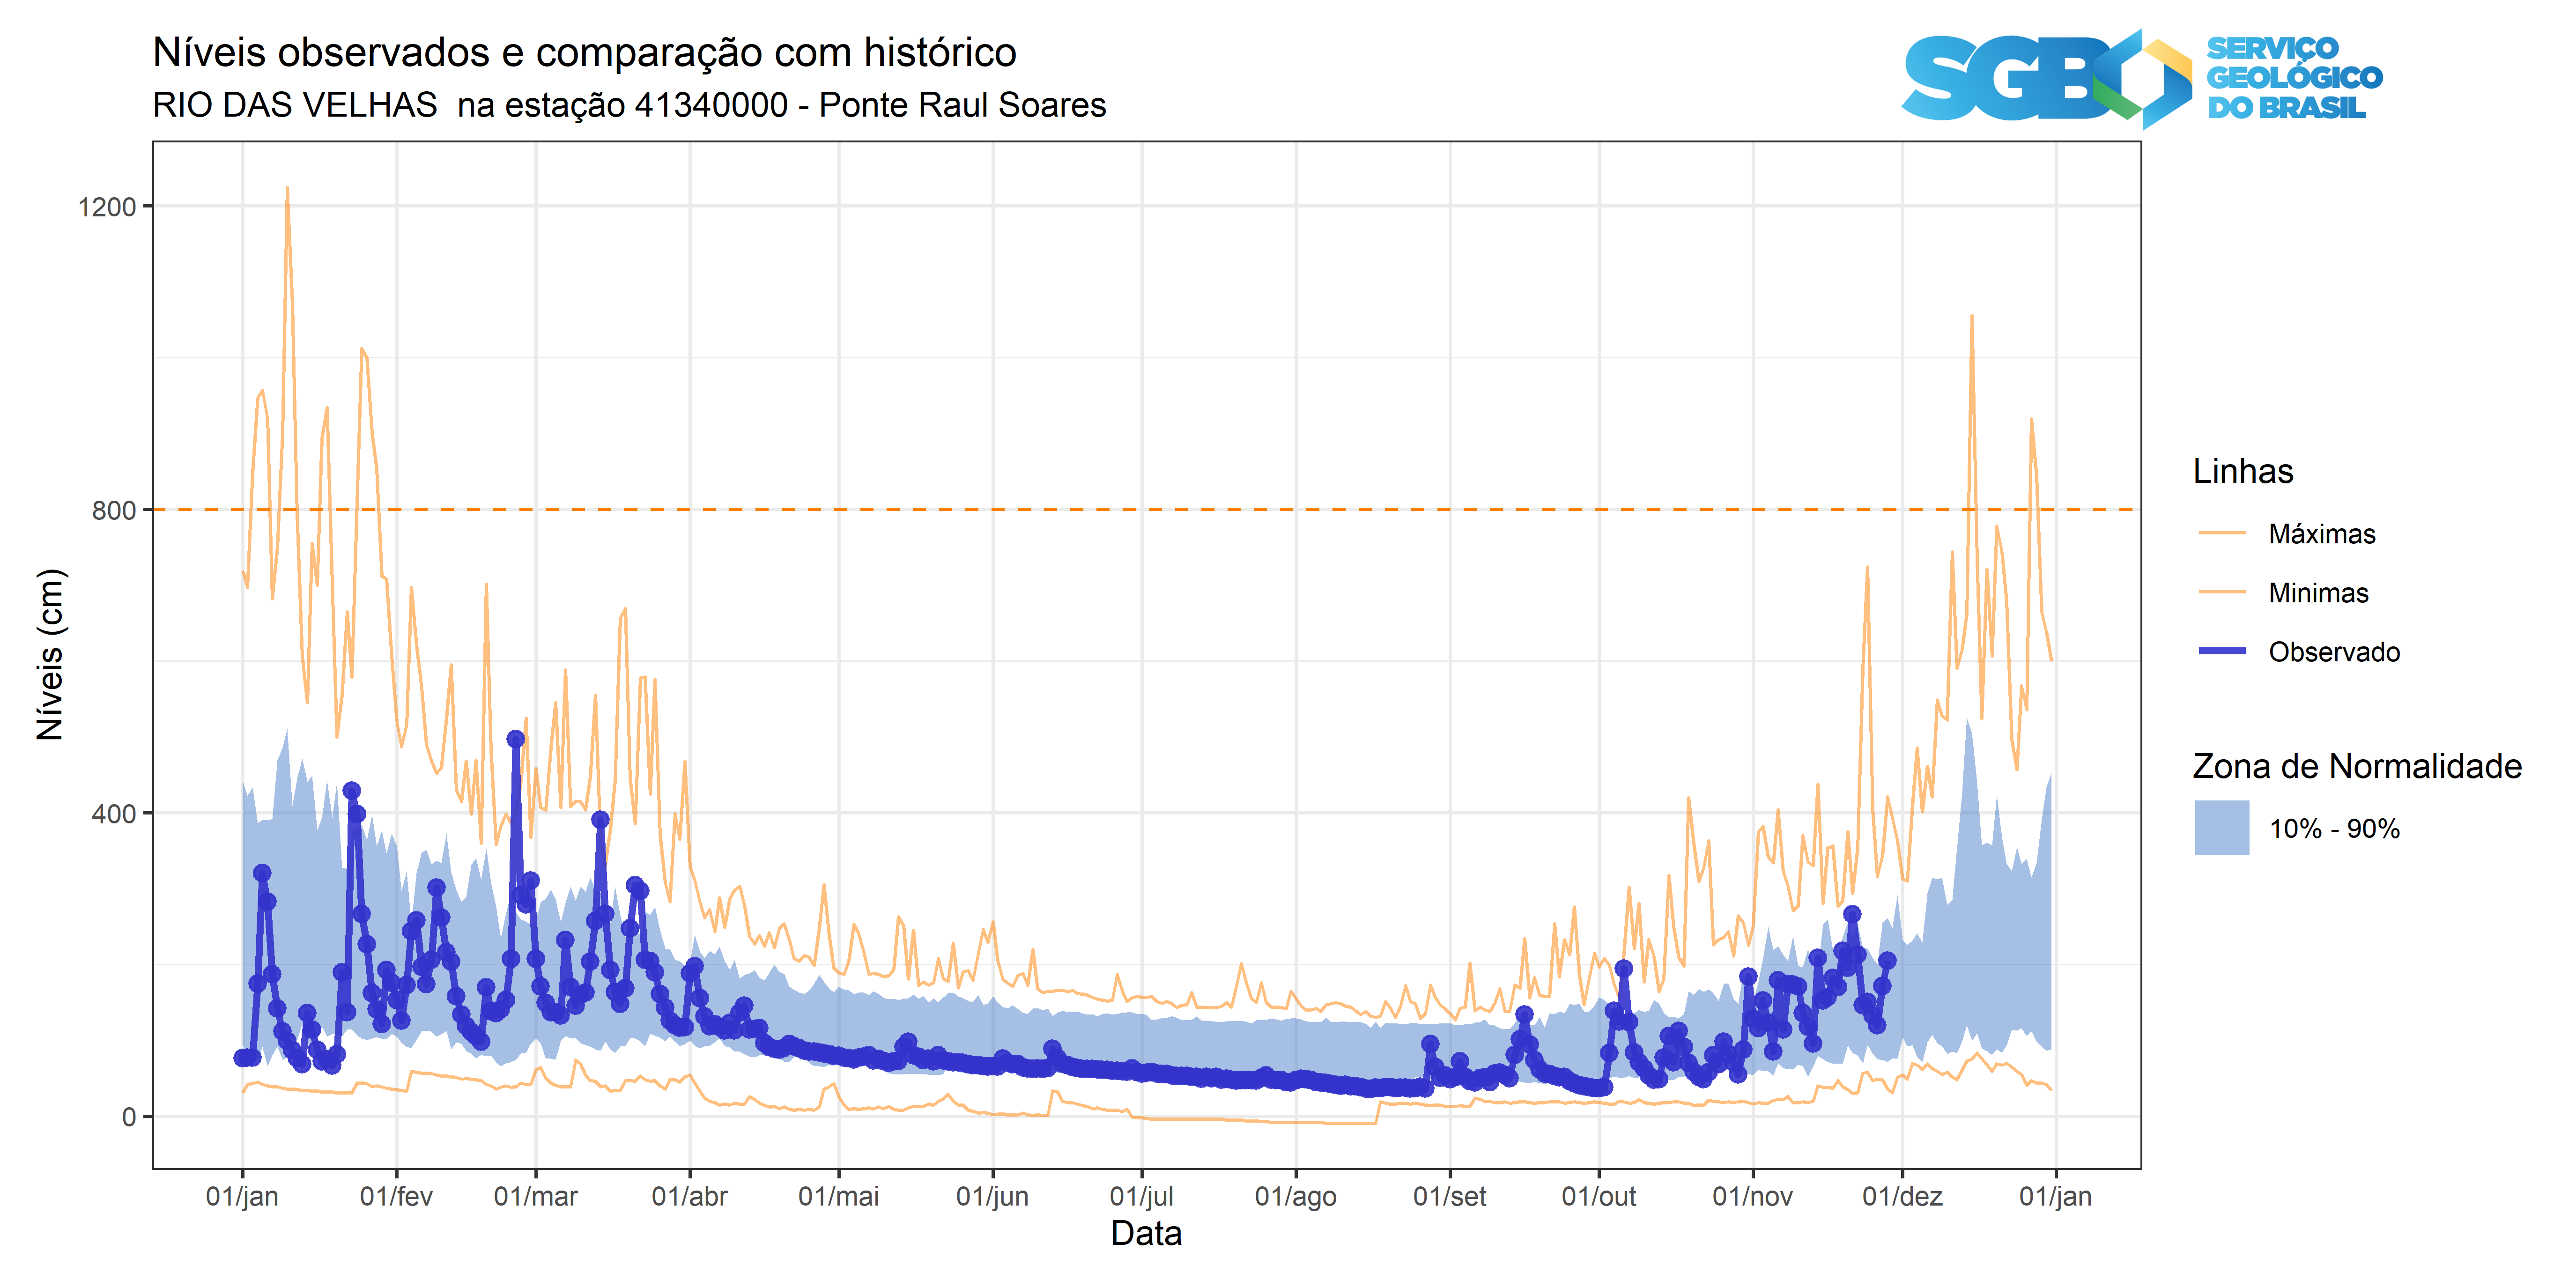 Níveis observados e comparação com histórico
RIO DAS VELHAS  na estação 41340000 - Ponte Raul Soares
SGB
SERVIÇO
GEOLÓGICO
DO BRASIL
Níveis (cm)
1200
800
400
0
01/jan 01/fev 01/mar 01/abr 01/mai 01/jun 01/jul 01/ago 01/set 01/out 01/nov 01/dez 01/jan
Data
Linhas
Máximas
Minimas
Observado
Zona de Normalidade
10% - 90%